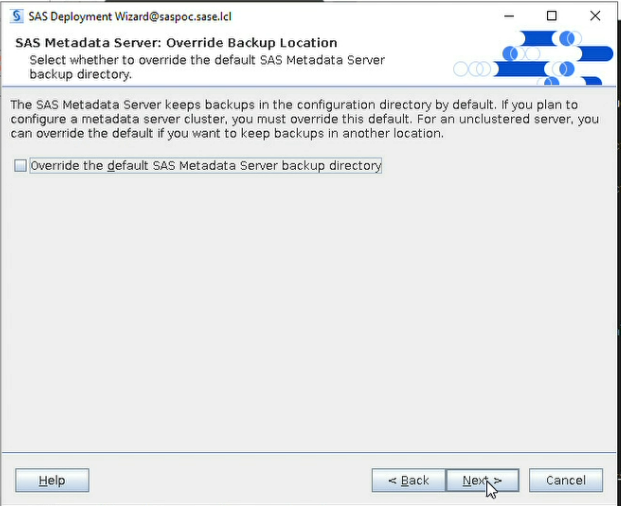 SAS Deployment Wizard@saspoc.sase.lcl
SAS Metadata Server: Override Backup Location
Select whether to override the default SAS Metadata Server
backup directory.
The SAS Metadata Server keeps backups in the configuration directory by default. If you plan to
configure a metadata server cluster, you must override this default. For an unclustered server, you
can override the default if you want to keep backups in another location.
Override the default SAS Metadata Server backup directory
Help
< Back
Next >
Cancel